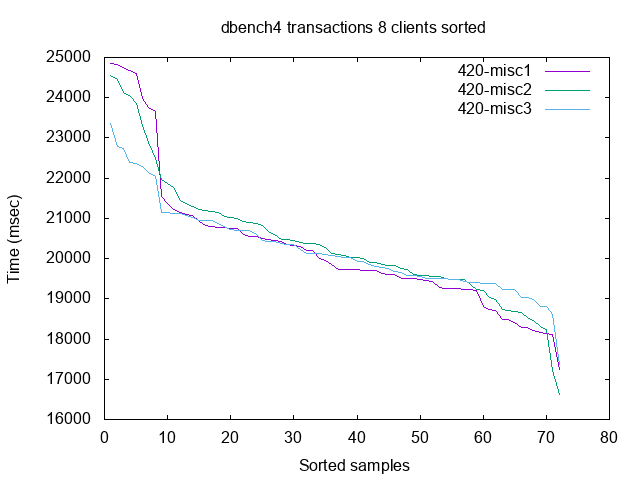 dbench4 transactions 8 clients sorted
25000
24000
23000
22000
21000
20000
19000
18000
17000
16000
Time (msec)
420-misc1
420-misc2
420-misc3
0 10 20 30 40 50 60 70 80
Sorted samples